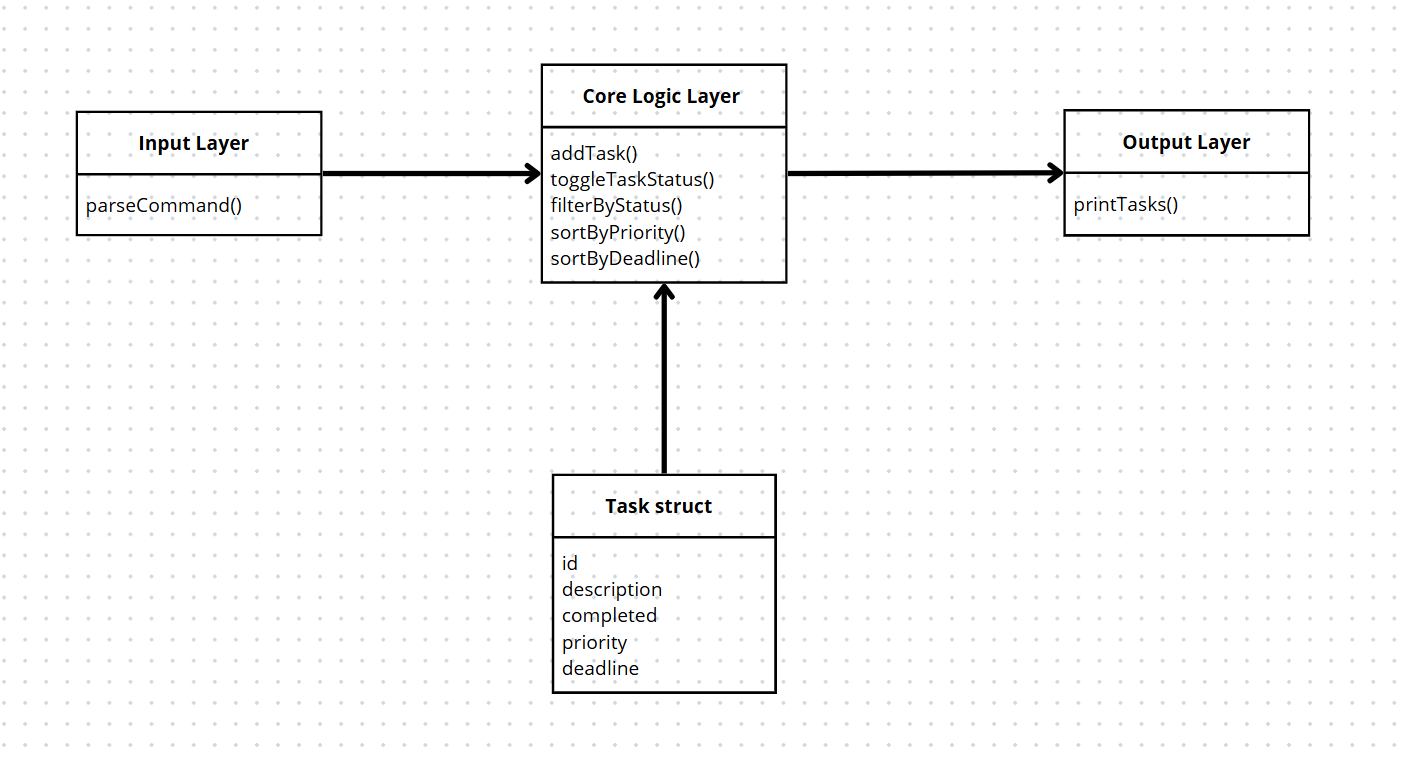 Input Layer
parseCommand()
Core Logic Layer
addTask()
toggleTaskStatus()
filterByStatus()
sortByPriority()
sortByDeadline()
Output Layer
printTasks()
Task struct
id
description
completed
priority
deadline